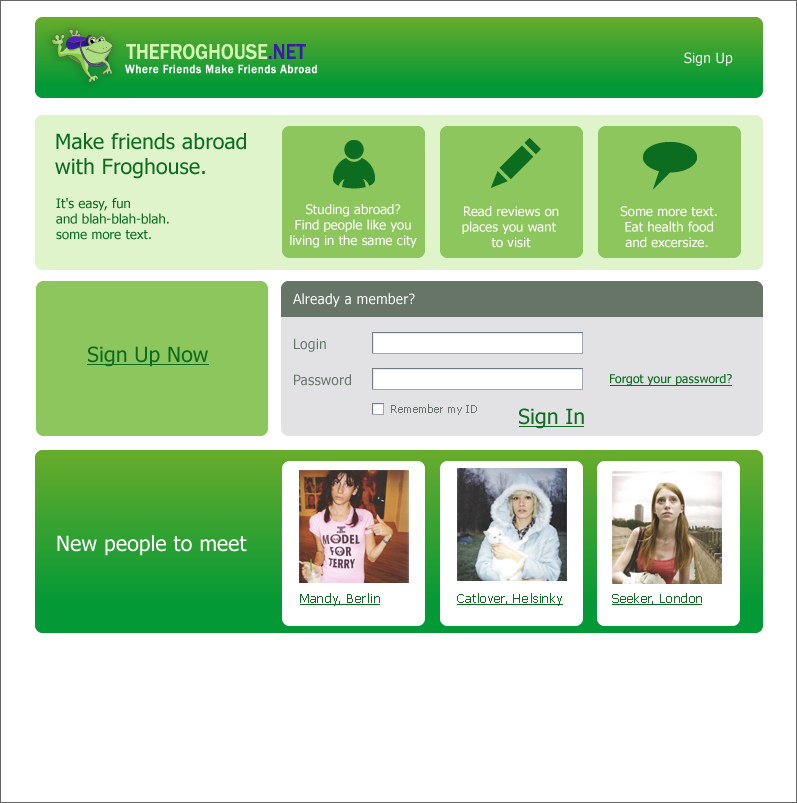 THEFROGHOUSE.NET
Where Friends Make Friends Abroad
Sign Up
Make friends abroad
with Froghouse.
It's easy, fun
and blah-blah-blah.
some more text.
Studing abroad?
Find people like you
living in the same city
Read reviews on
places you want
to visit
Some more text.
Eat health food
and excersize.
Sign Up Now
Already a member?
Login
Password
Forgot your password?
Remember my ID
Sign In
New people to meet
I
MODEL
FOR
TERRY
Mandy, Berlin
Catlover, Helsinky
Seeker, London